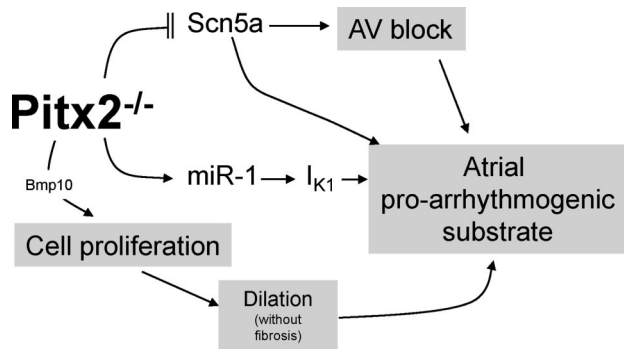 Scn5a
AV block
Pitx2-/-
miR-1
IK1
Atrial
pro-arrhythmogenic
substrate
Bmp10
Cell proliferation
Dilation
(without
fibrosis)